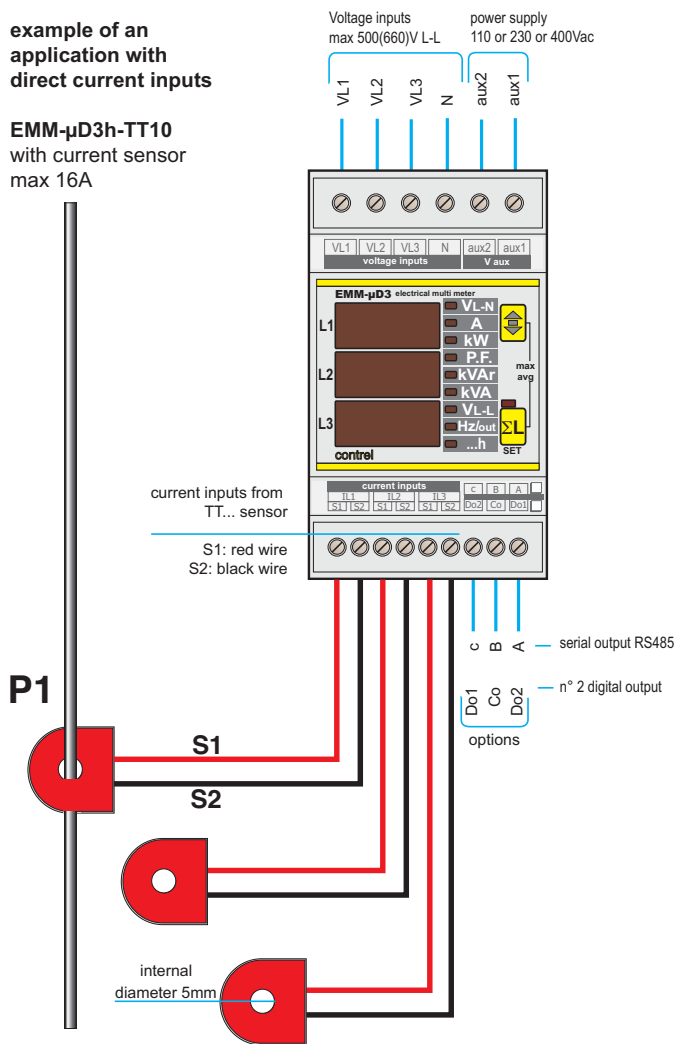 example of an
application with
direct current inputs
EMM-µD3h-TT10
with current sensor
max 16A
Voltage inputs
max 500(660)V L-L
power supply
110 or 230 or 400Vac
VL1 VL2 VL3 N aux2 aux1
VL1 VL2 VL3 N aux2 aux1
voltage inputs V aux
EMM-µD3 electrical multi meter
L1
L2
L3
VL-N
A
kW
P.F.
kVAr
kVA
VL-L
Hz/out
...h
max
avg
ΣL
SET
contrel
current inputs
IL1 IL2 IL3
S1 S2 S1 S2 S1 S2
c B A
Do2 Co Do1
current inputs from
TT... sensor
S1: red wire
S2: black wire
c B A
serial output RS485
Do1 Co Do2
n° 2 digital output
options
P1
S1
S2
internal
diameter 5mm